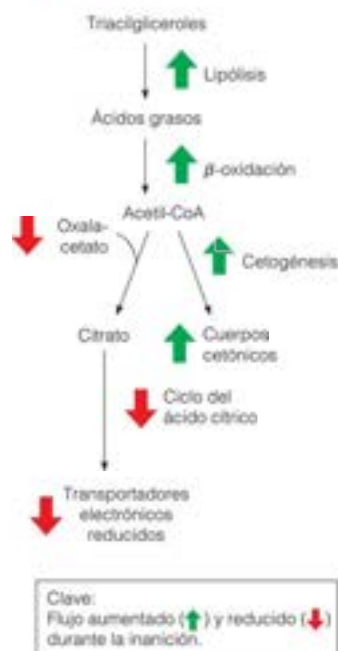 Triacilgliceroles
Lipólisis
Ácidos grasos
β-oxidación
Acetil-CoA
Oxala-
cetato
Cetogénesis
Citrato
Cuerpos
cetónicos
Ciclo del
ácido cítrico
Transportadores
electrónicos
reducidos
Clave:
Flujo aumentado (⬆) y reducido (⬇)
durante la inanición.